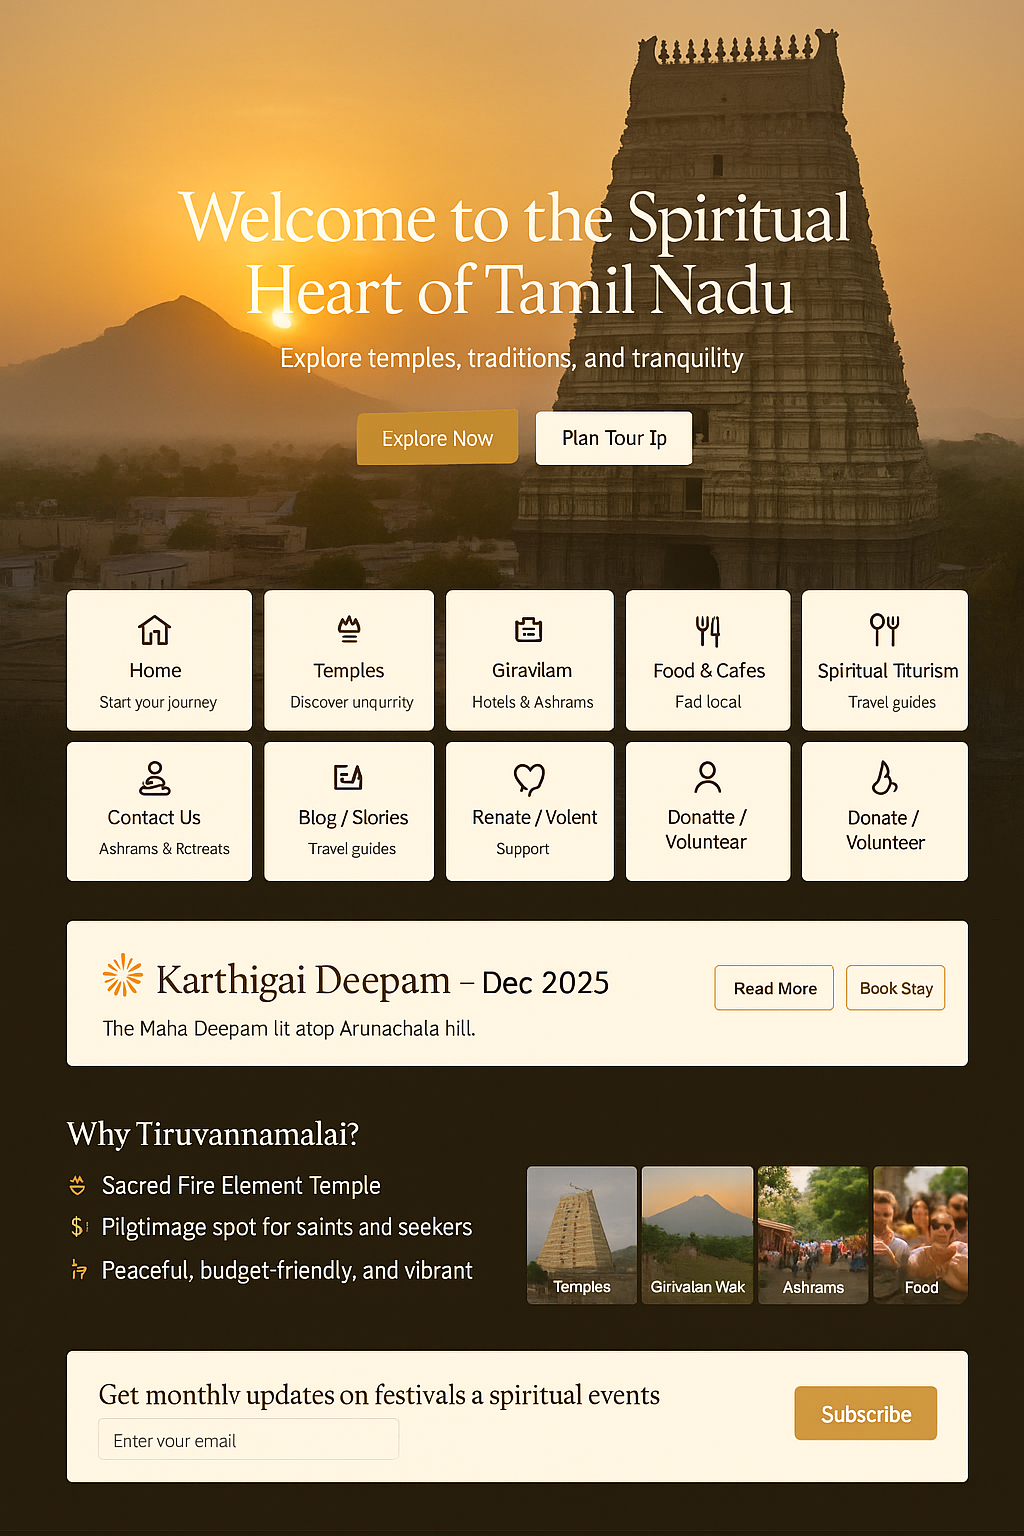 Welcome to the Spiritual
Heart of Tamil Nadu
Explore temples, traditions, and tranquility
Explore Now
Plan Tour Ip
Home
Start your journey
Temples
Discover unqurrity
Giravilam
Hotels & Ashrams
Food & Cafes
Fad local
Spiritual Titurism
Travel guides
Contact Us
Ashrams & Rctreats
Blog / Slories
Travel guides
Renate / Volent
Support
Donatte /
Voluntear
Donate /
Volunteer
Karthigai Deepam – Dec 2025
The Maha Deepam lit atop Arunachala hill.
Read More
Book Stay
Why Tiruvannamalai?
Sacred Fire Element Temple
$ Pilgtimage spot for saints and seekers
Peaceful, budget-friendly, and vibrant
Temples
Girivalan Wak
Ashrams
Food
Get monthlv updates on festivals a spiritual events
Enter vour email
Subscribe